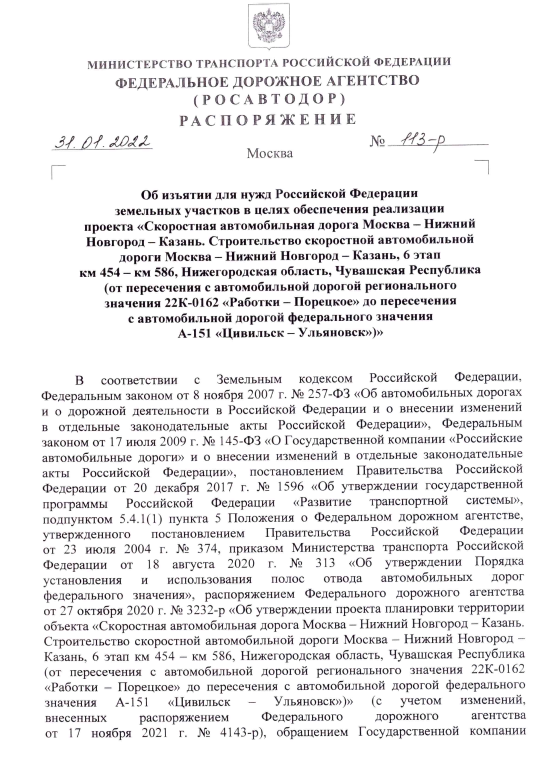 МИНИСТЕРСТВО ТРАНСПОРТА РОССИЙСКОЙ ФЕДЕРАЦИИ
ФЕДЕРАЛЬНОЕ ДОРОЖНОЕ АГЕНТСТВО
(РОСАВТОДОР)
РАСПОРЯЖЕНИЕ
31.01.2022 № 113-р
Москва
Об изъятии для нужд Российской Федерации
земельных участков в целях обеспечения реализации
проекта «Скоростная автомобильная дорога Москва – Нижний
Новгород – Казань. Строительство скоростной автомобильной
дороги Москва – Нижний Новгород – Казань, 6 этап
км 454 – км 586, Нижегородская область, Чувашская Республика
(от пересечения с автомобильной дорогой регионального
значения 22К-0162 «Работки – Порецкое» до пересечения
с автомобильной дорогой федерального значения
А-151 «Цивильск – Ульяновск»)»
В соответствии с Земельным кодексом Российской Федерации,
Федеральным законом от 8 ноября 2007 г. № 257-ФЗ «Об автомобильных дорогах
и о дорожной деятельности в Российской Федерации и о внесении изменений
в отдельные законодательные акты Российской Федерации», Федеральным
законом от 17 июля 2009 г. № 145-ФЗ «О Государственной компании «Российские
автомобильные дороги» и о внесении изменений в отдельные законодательные
акты Российской Федерации», постановлением Правительства Российской
Федерации от 20 декабря 2017 г. № 1596 «Об утверждении государственной
программы Российской Федерации «Развитие транспортной системы»,
подпунктом 5.4.1(1) пункта 5 Положения о Федеральном дорожном агентстве,
утвержденного постановлением Правительства Российской Федерации
от 23 июля 2004 г. № 374, приказом Министерства транспорта Российской
Федерации от 18 августа 2020 г. № 313 «Об утверждении Порядка
установления и использования полос отвода автомобильных дорог
федерального значения», распоряжением Федерального дорожного агентства
от 27 октября 2020 г. № 3232-р «Об утверждении проекта планировки территории
объекта «Скоростная автомобильная дорога Москва – Нижний Новгород – Казань.
Строительство скоростной автомобильной дороги Москва – Нижний Новгород –
Казань, 6 этап км 454 – км 586, Нижегородская область, Чувашская Республика
(от пересечения с автомобильной дорогой регионального значения 22К-0162
«Работки – Порецкое» до пересечения с автомобильной дорогой федерального
значения А-151 «Цивильск – Ульяновск»)» (с учетом изменений,
внесенных распоряжением Федерального дорожного агентства
от 17 ноября 2021 г. № 4143-р), обращением Государственной компании